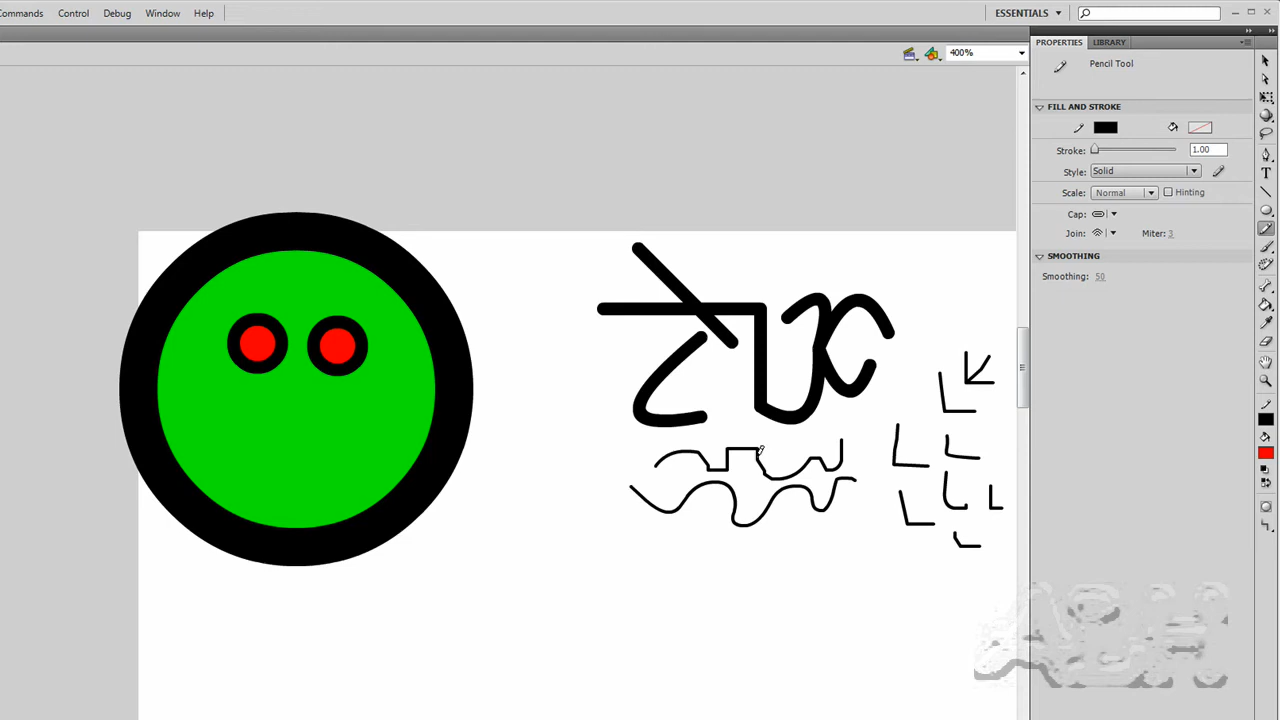 Commands Control Debug Window Help ESSENTIALS
400%
PROPERTIES LIBRARY
Pencil Tool
FILL AND STROKE
Stroke: 1.00
Style: Solid
Scale: Normal Hinting
Cap:
Join: Miter: 3
SMOOTHING
Smoothing: 50